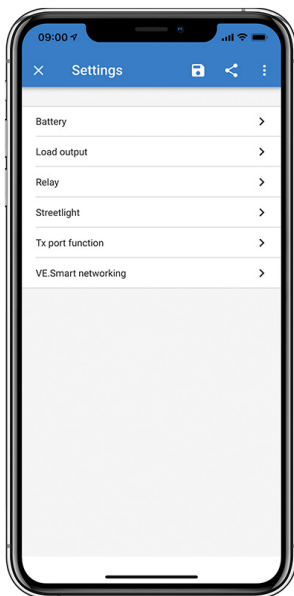 09:00
Settings
Battery
Load output
Relay
Streetlight
Tx port function
VE.Smart networking